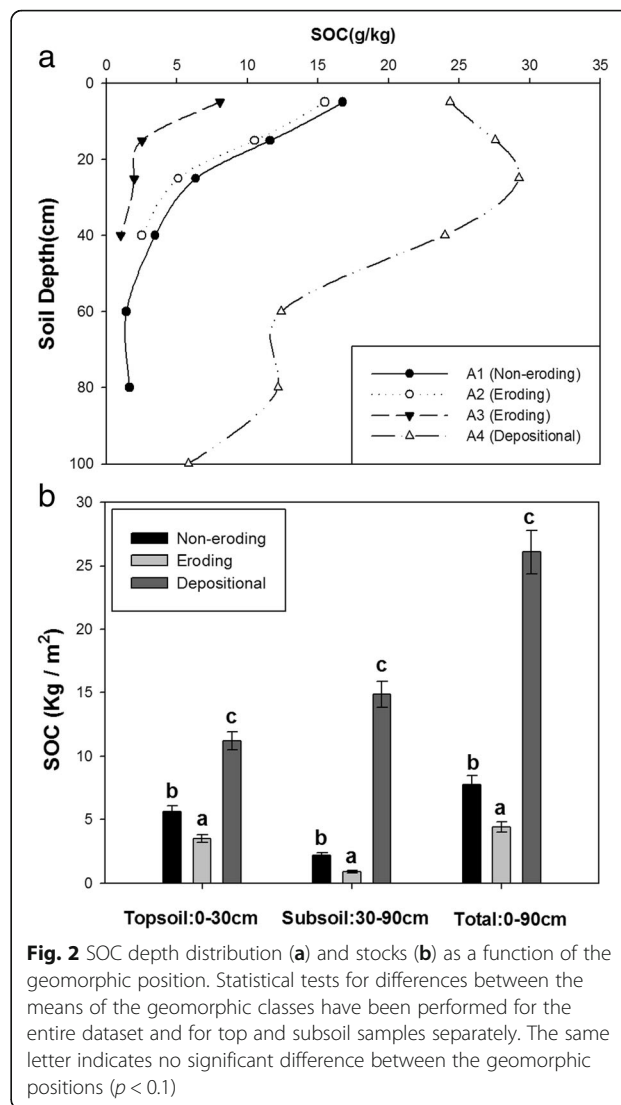 SOC(g/kg)
a
0 5 10 15 20 25 30 35
0
20
40
60
80
100
Soil Depth(cm)
A1 (Non-eroding)
A2 (Eroding)
A3 (Eroding)
A4 (Depositional)
b
30
25
20
15
10
5
0
SOC (Kg / m²)
Non-eroding
Eroding
Depositional
b a c
b a c
b a c
Topsoil:0-30cm Subsoil:30-90cm Total:0-90cm
Fig. 2 SOC depth distribution (a) and stocks (b) as a function of the
geomorphic position. Statistical tests for differences between the
means of the geomorphic classes have been performed for the
entire dataset and for top and subsoil samples separately. The same
letter indicates no significant difference between the geomorphic
positions (p < 0.1)